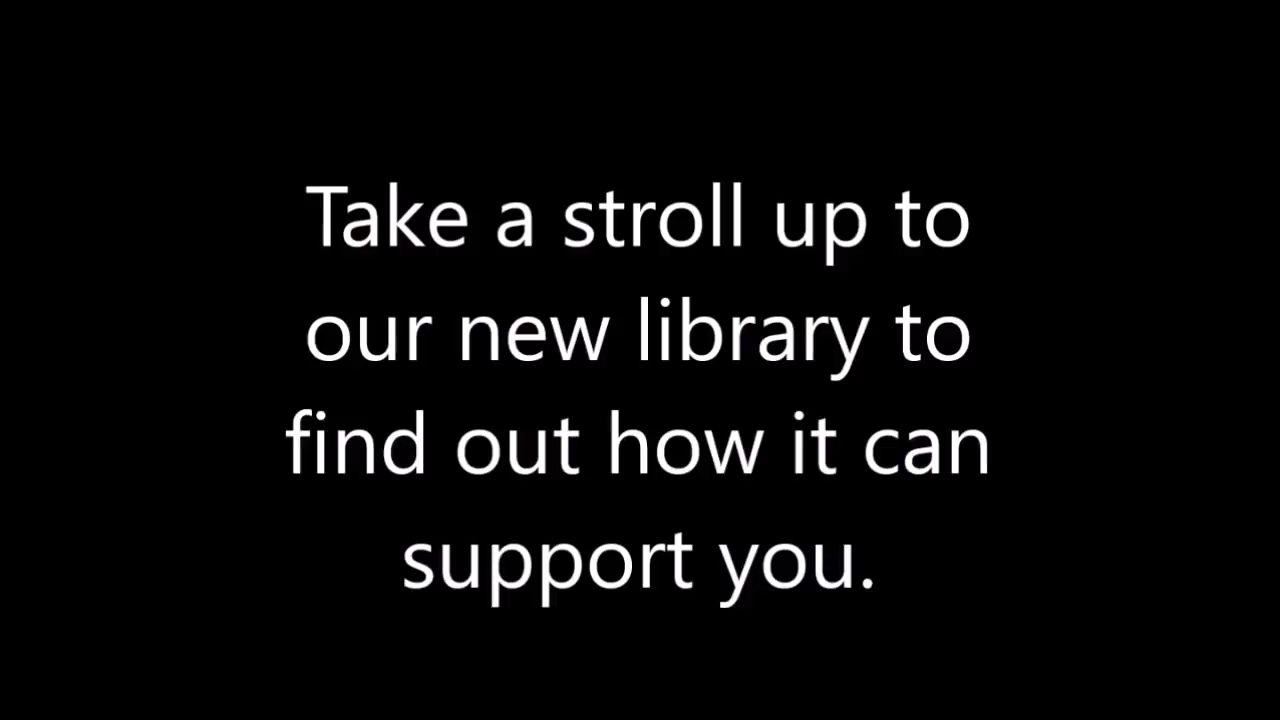 Take a stroll up to
our new library to
find out how it can
support you.